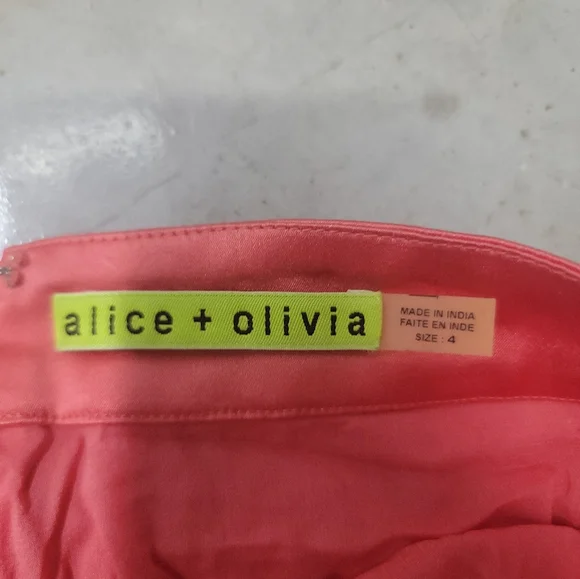 alice + olivia
MADE IN INDIA
FAITE EN INDE
SIZE : 4